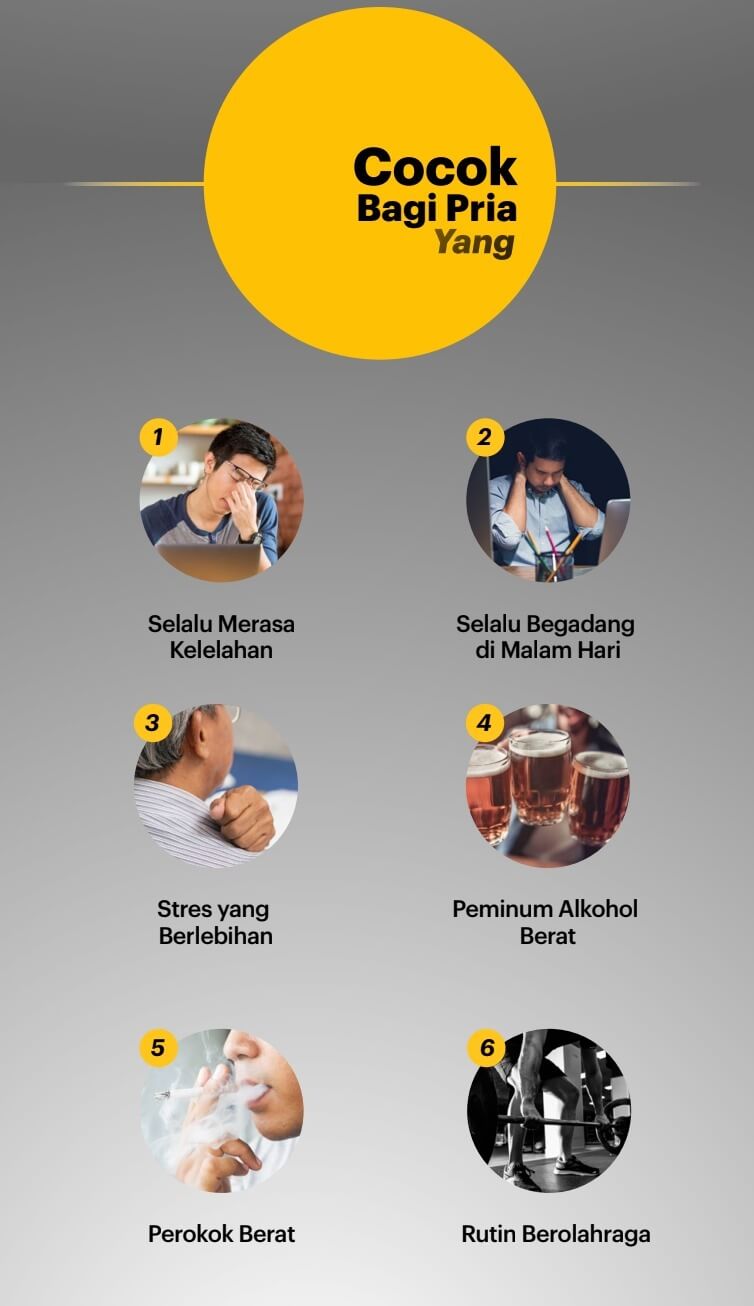 Cocok
Bagi Pria
Yang
1
2
Selalu Merasa
Kelelahan
Selalu Begadang
di Malam Hari
3
4
Stres yang
Berlebihan
Peminum Alkohol
Berat
5
6
Perokok Berat
Rutin Berolahraga